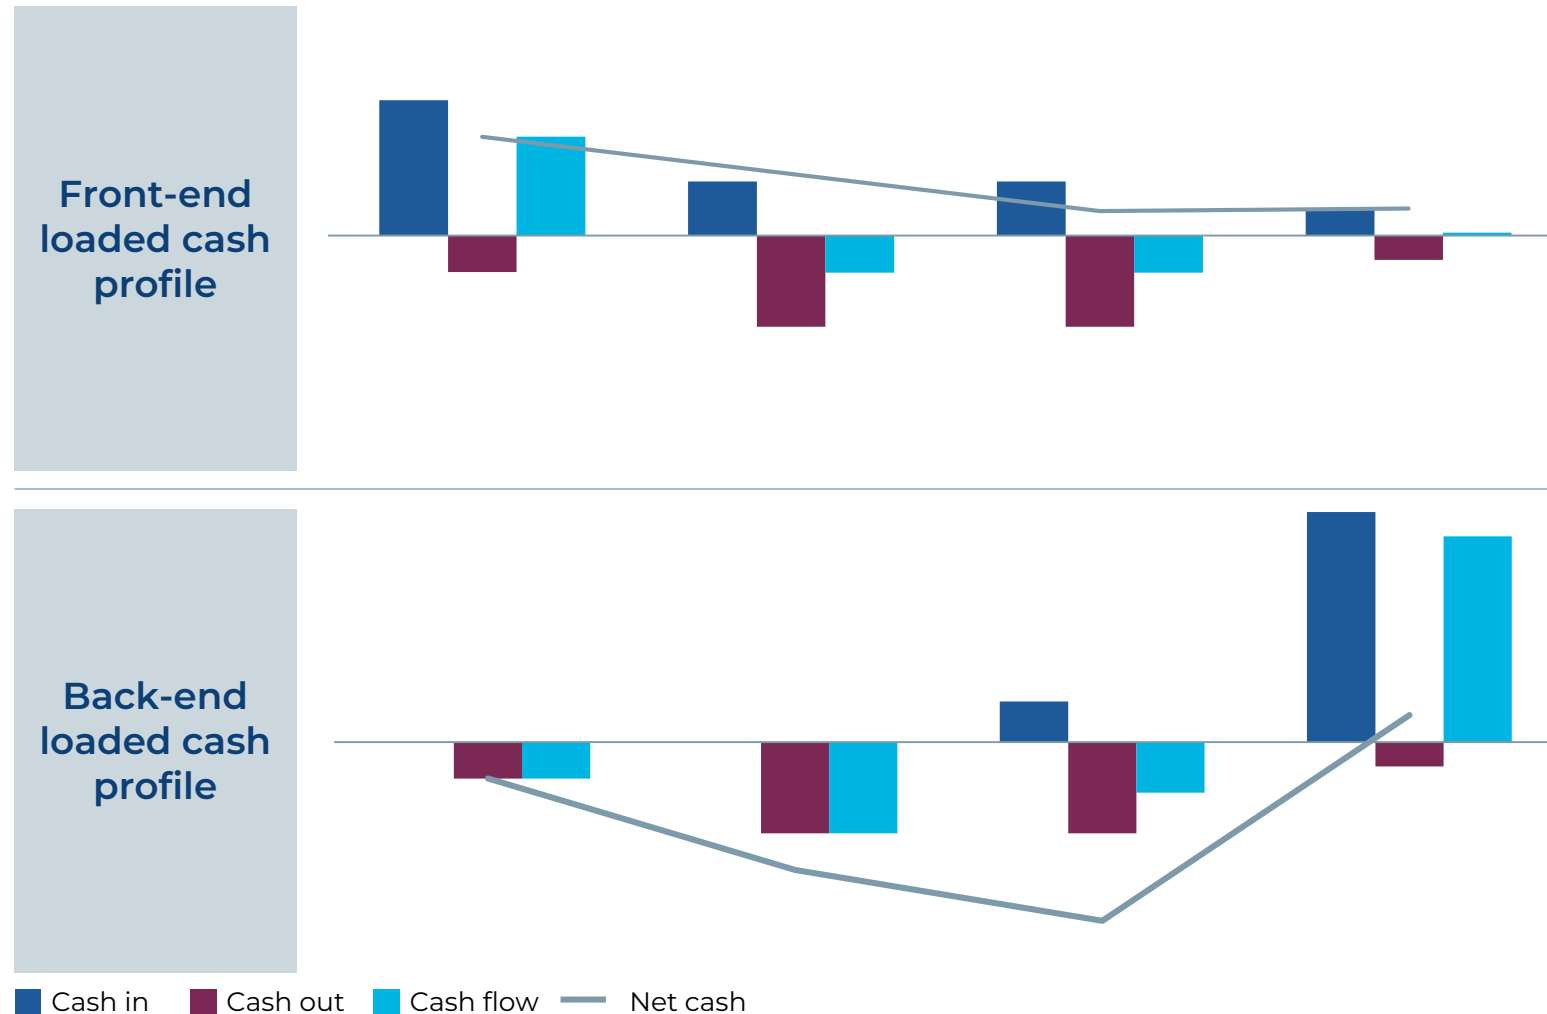 Front-end
loaded cash
profile
Back-end
loaded cash
profile
Cash in
Cash out
Cash flow
Net cash